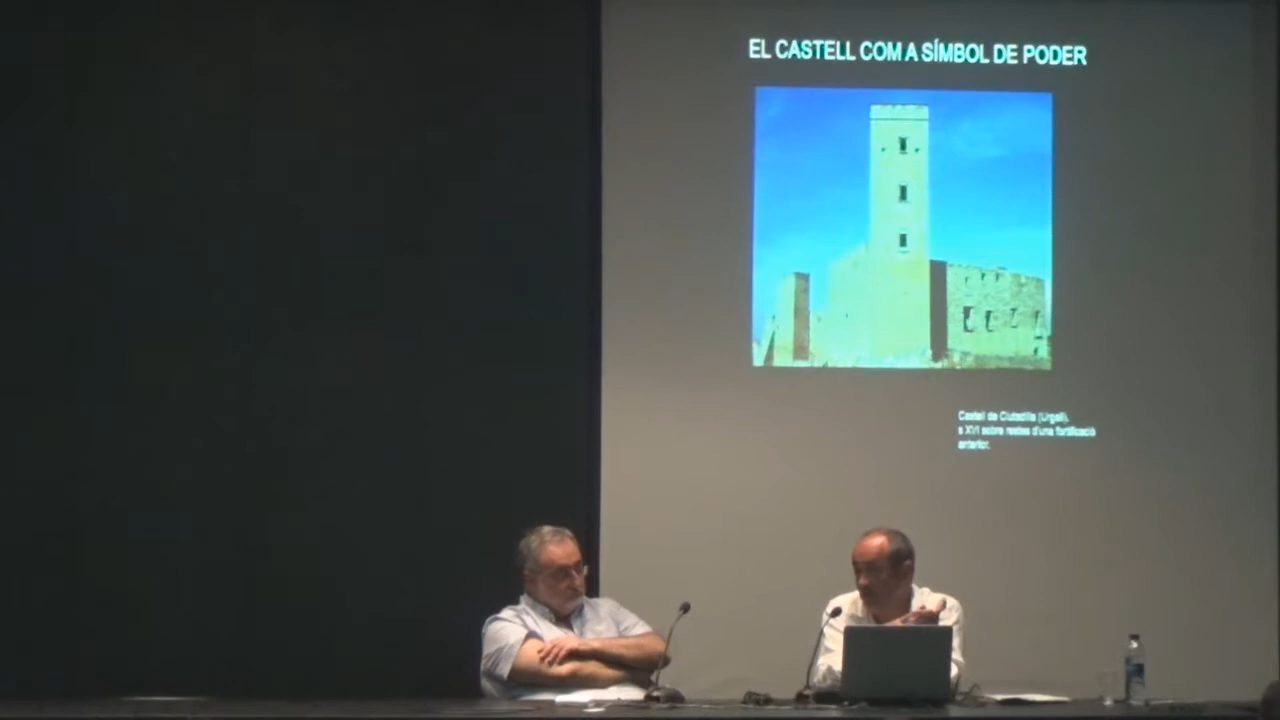 EL CASTELL COM A SÍMBOL DE PODER
Castell de Ciutadilla (Urgell),
s XVI sobre restes d'una fortificació
anterior.